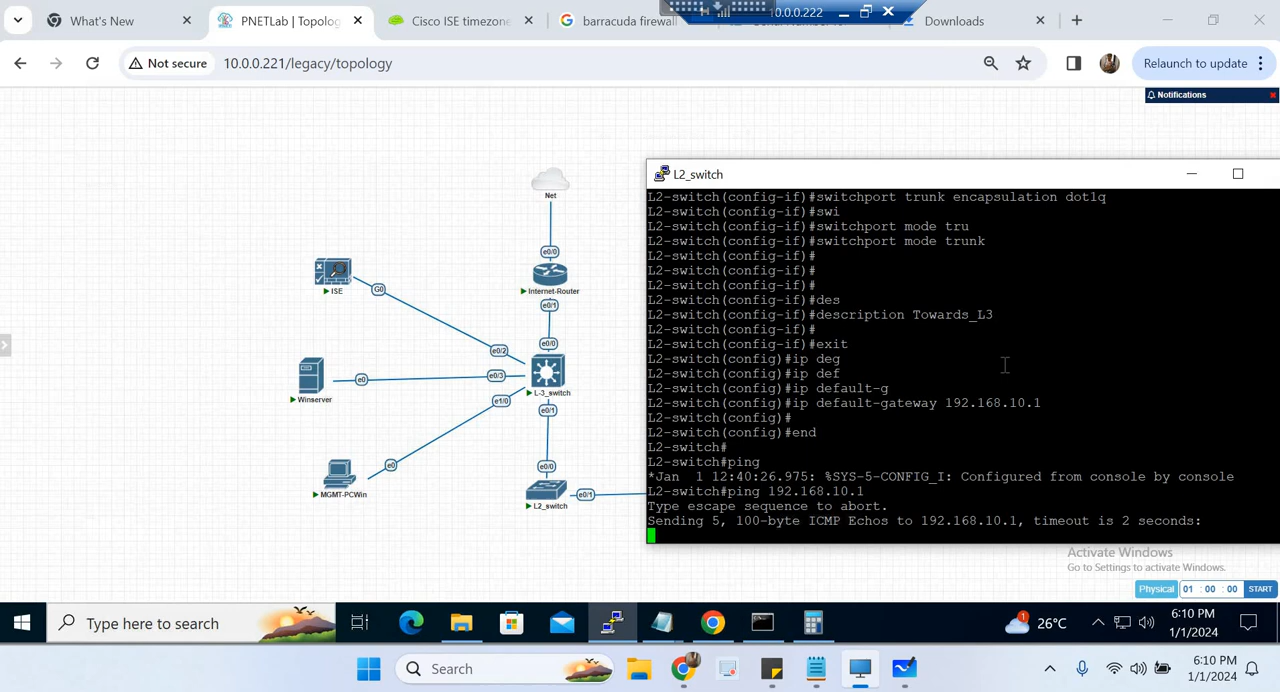 What's New
PNETLab | Topolog
Cisco ISE timezone
barracuda firewall
10.0.0.222
Downloads
Not secure
10.0.0.221/legacy/topology
Relaunch to update
Notifications
Net
e0/0
Internet-Router
e0/1
ISE
G0
e0/0
e0/2
Winserver
e0
e0/3
L-3_switch
e1/0
e0/1
MGMT-PCWin
e0
e0/0
L2_switch
e0/1
L2_switch
L2-switch(config-if)#switchport trunk encapsulation dot1q
L2-switch(config-if)#swi
L2-switch(config-if)#switchport mode tru
L2-switch(config-if)#switchport mode trunk
L2-switch(config-if)#
L2-switch(config-if)#
L2-switch(config-if)#
L2-switch(config-if)#des
L2-switch(config-if)#description Towards_L3
L2-switch(config-if)#
L2-switch(config-if)#exit
L2-switch(config)#ip deg
L2-switch(config)#ip def
L2-switch(config)#ip default-g
L2-switch(config)#ip default-gateway 192.168.10.1
L2-switch(config)#
L2-switch(config)#end
L2-switch#
L2-switch#ping
*Jan  1 12:40:26.975: %SYS-5-CONFIG_I: Configured from console by console
L2-switch#ping 192.168.10.1
Type escape sequence to abort.
Sending 5, 100-byte ICMP Echos to 192.168.10.1, timeout is 2 seconds:
Activate Windows
Go to Settings to activate Windows.
Physical 01 : 00 : 00 START
Type here to search
1
26°C
6:10 PM
1/1/2024
Search
6:10 PM
1/1/2024